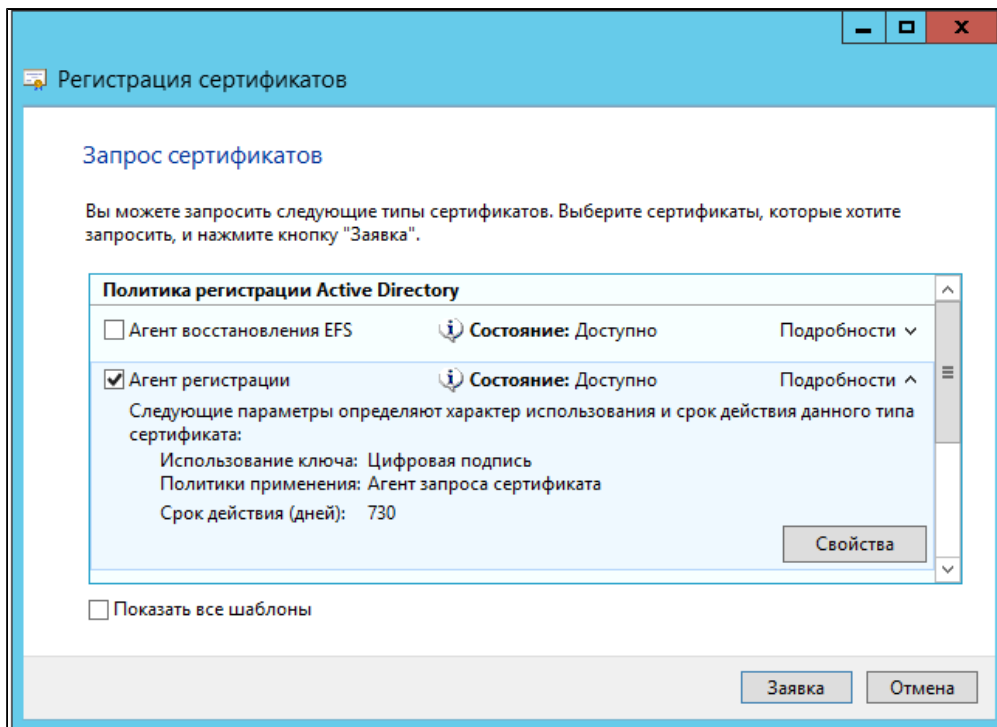 Регистрация сертификатов
Запрос сертификатов
Вы можете запросить следующие типы сертификатов. Выберите сертификаты, которые хотите
запросить, и нажмите кнопку "Заявка".
Политика регистрации Active Directory
Агент восстановления EFS Состояние: Доступно Подробности
Агент регистрации Состояние: Доступно Подробности
Следующие параметры определяют характер использования и срок действия данного типа
сертификата:
Использование ключа: Цифровая подпись
Политики применения: Агент запроса сертификата
Срок действия (дней): 730
Свойства
Показать все шаблоны
Заявка Отмена